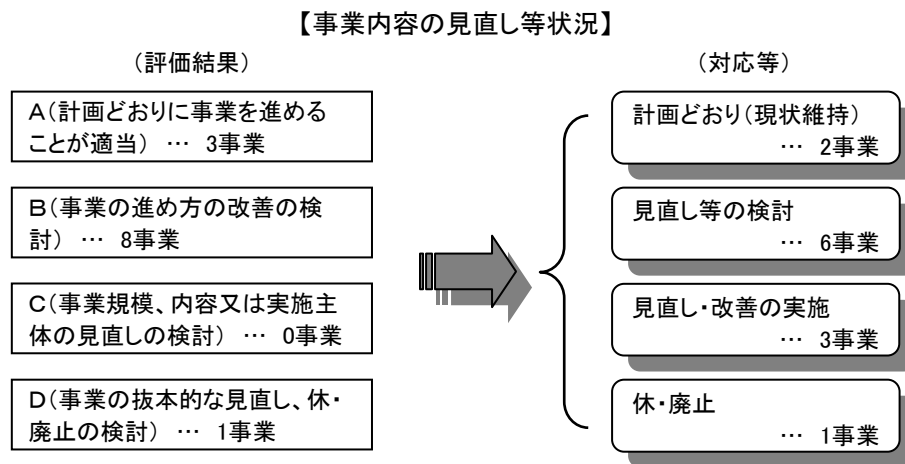 【事業内容の見直し等状況】
（評価結果）
（対応等）
A（計画どおりに事業を進める
ことが適当） … 3事業
B（事業の進め方の改善の検
討） … 8事業
C（事業規模、内容又は実施主
体の見直しの検討） … 0事業
D（事業の抜本的な見直し、休・
廃止の検討） … 1事業
計画どおり（現状維持）
… 2事業
見直し等の検討
… 6事業
見直し・改善の実施
… 3事業
休・廃止
… 1事業